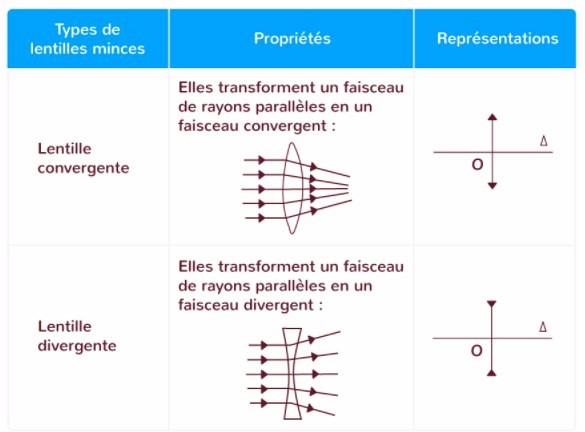 Types de
lentilles minces
Propriétés
Représentations
Lentille
convergente
Elles transforment un faisceau
de rayons parallèles en un
faisceau convergent :
O
Δ
Lentille
divergente
Elles transforment un faisceau
de rayons parallèles en un
faisceau divergent :
O
Δ